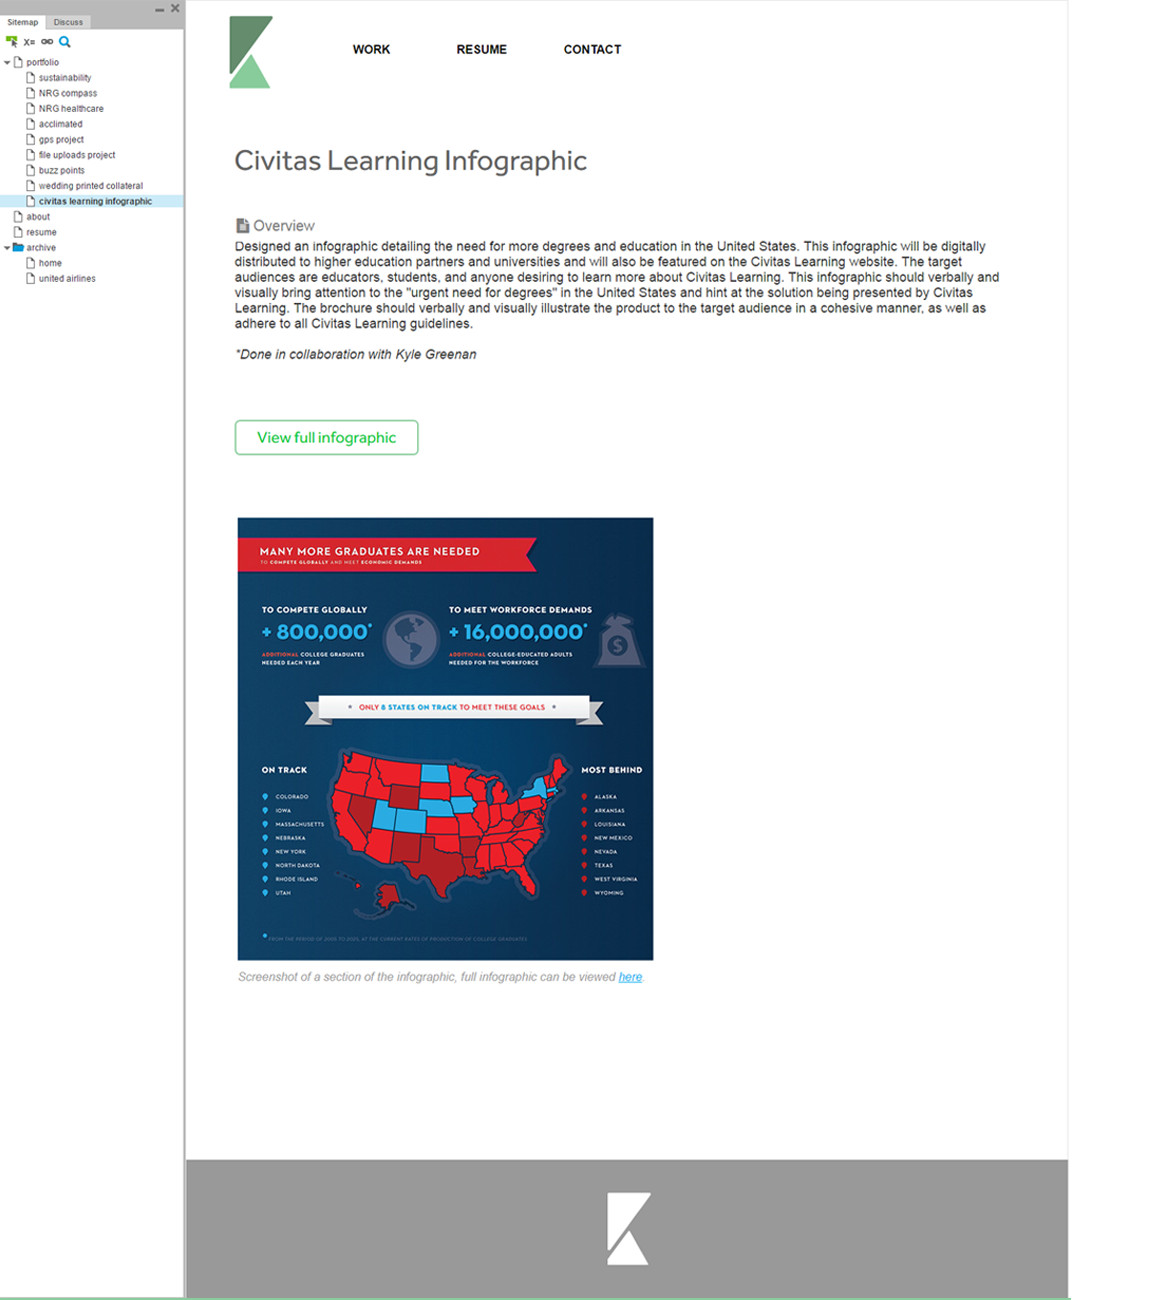 Sitemap Discuss
X=
portfolio
sustainability
NRG compass
NRG healthcare
acclimated
gps project
file uploads project
buzz points
wedding printed collateral
civitas learning infographic
about
resume
archive
home
united airlines
WORK RESUME CONTACT
Civitas Learning Infographic
Overview
Designed an infographic detailing the need for more degrees and education in the United States. This infographic will be digitally
distributed to higher education partners and universities and will also be featured on the Civitas Learning website. The target
audiences are educators, students, and anyone desiring to learn more about Civitas Learning. This infographic should verbally and
visually bring attention to the "urgent need for degrees" in the United States and hint at the solution being presented by Civitas
Learning. The brochure should verbally and visually illustrate the product to the target audience in a cohesive manner, as well as
adhere to all Civitas Learning guidelines.
*Done in collaboration with Kyle Greenan
View full infographic
MANY MORE GRADUATES ARE NEEDED
TO COMPETE GLOBALLY AND MEET ECONOMIC DEMANDS
TO COMPETE GLOBALLY
+ 800,000*
ADDITIONAL COLLEGE GRADUATES
NEEDED EACH YEAR
TO MEET WORKFORCE DEMANDS
+ 16,000,000*
ADDITIONAL COLLEGE-EDUCATED ADULTS
NEEDED FOR THE WORKFORCE
$
* ONLY 8 STATES ON TRACK TO MEET THESE GOALS *
ON TRACK
COLORADO
IOWA
MASSACHUSETTS
NEBRASKA
NEW YORK
NORTH DAKOTA
RHODE ISLAND
UTAH
MOST BEHIND
ALASKA
ARKANSAS
LOUISIANA
NEW MEXICO
NEVADA
TEXAS
WEST VIRGINIA
WYOMING
* FROM THE PERIOD OF TO AT THE CURRENT RATES OF PRODUCTION OF COLLEGE GRADUATES
Screenshot of a section of the infographic, full infographic can be viewed here.